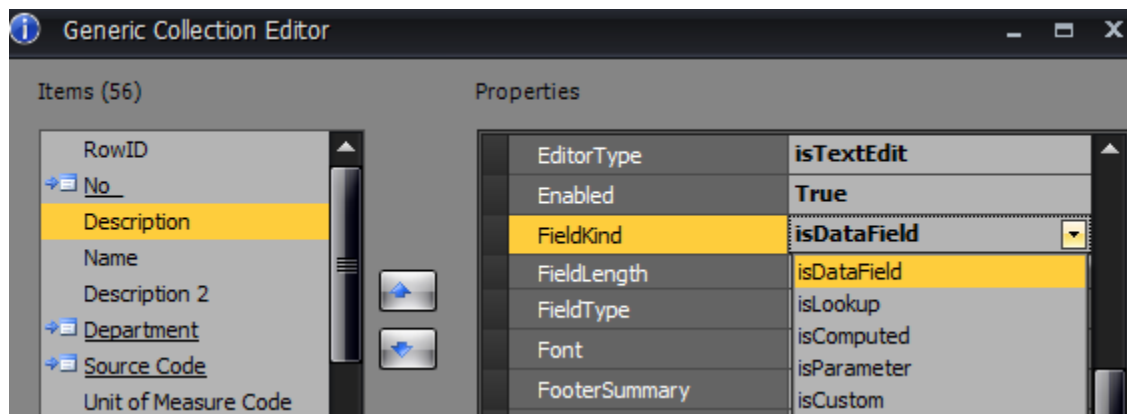 Generic Collection Editor
Items (56)
RowID
No_
Description
Name
Description 2
Department
Source Code
Unit of Measure Code
Properties
EditorType isTextEdit
Enabled True
FieldKind isDataField
FieldLength isDataField
FieldType isLookup
Font isComputed
isParameter
FooterSummary isCustom